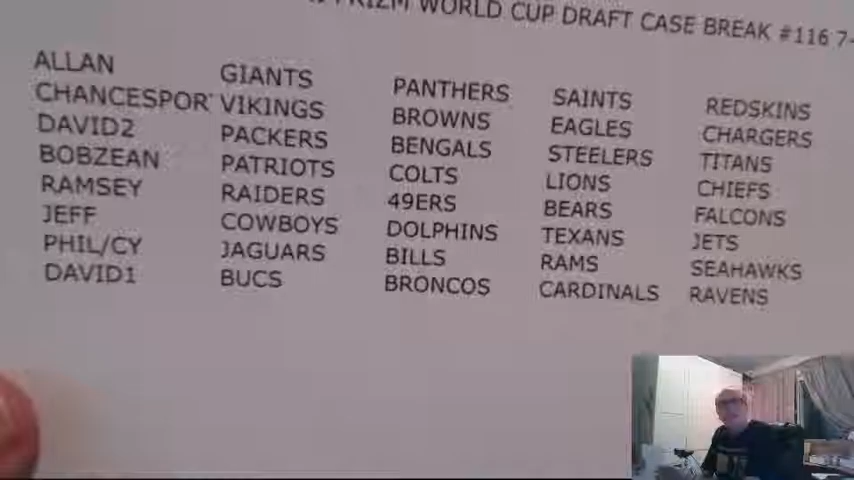 PRIZM WORLD CUP DRAFT CASE BREAK #116 7-
ALLAN GIANTS PANTHERS SAINTS REDSKINS
CHANCESPOR VIKINGS BROWNS EAGLES CHARGERS
DAVID2 PACKERS BENGALS STEELERS TITANS
BOBZEAN PATRIOTS COLTS LIONS CHIEFS
RAMSEY RAIDERS 49ERS BEARS FALCONS
JEFF COWBOYS DOLPHINS TEXANS JETS
PHIL/CY JAGUARS BILLS RAMS SEAHAWKS
DAVID1 BUCS BRONCOS CARDINALS RAVENS